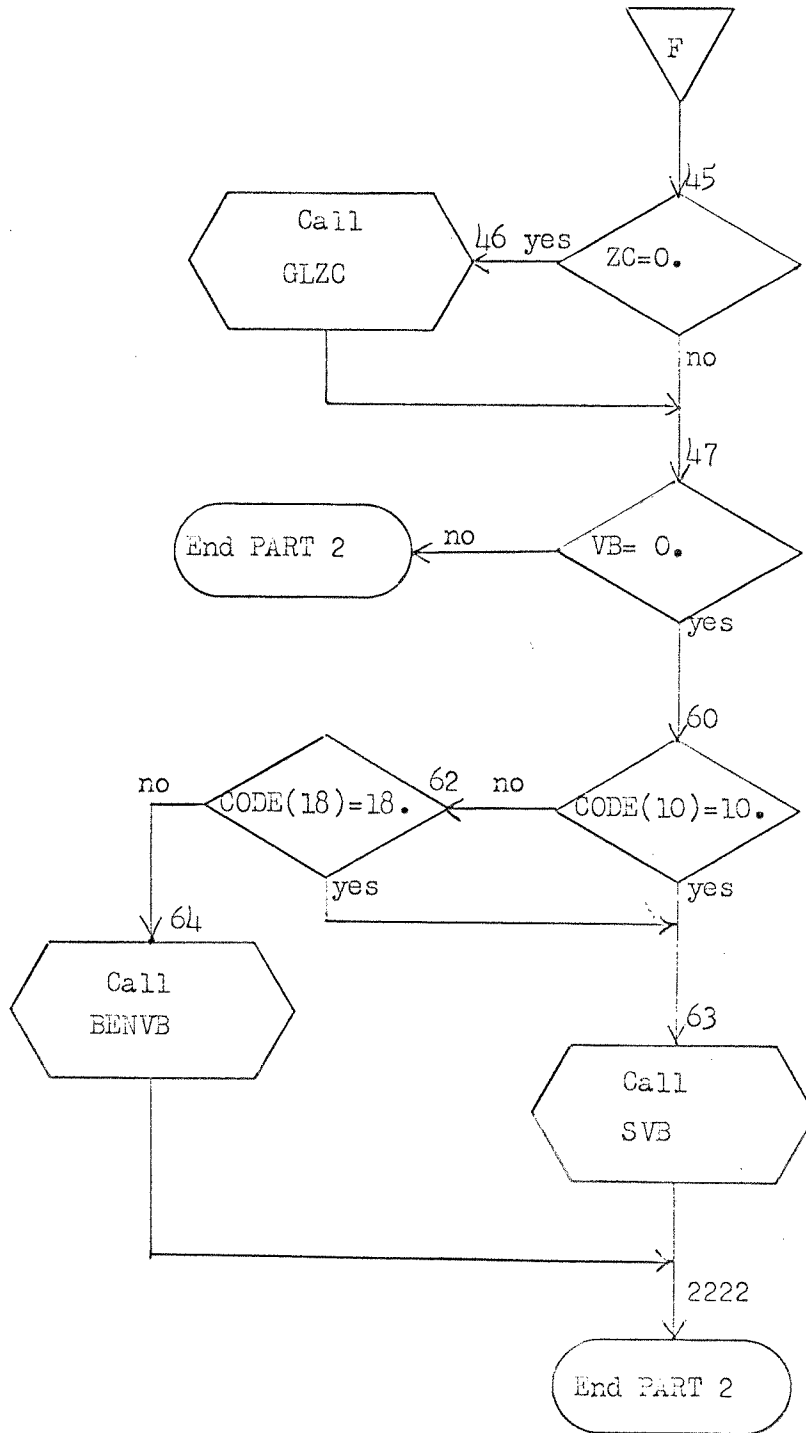 F
45
Call
GLZC
46 yes
ZC=0.
no
47
End PART 2
no
VB= 0.
yes
60
no
CODE(18)=18.
62
no
CODE(10)=10.
yes
yes
64
Call
BENVB
63
Call
SVB
2222
End PART 2